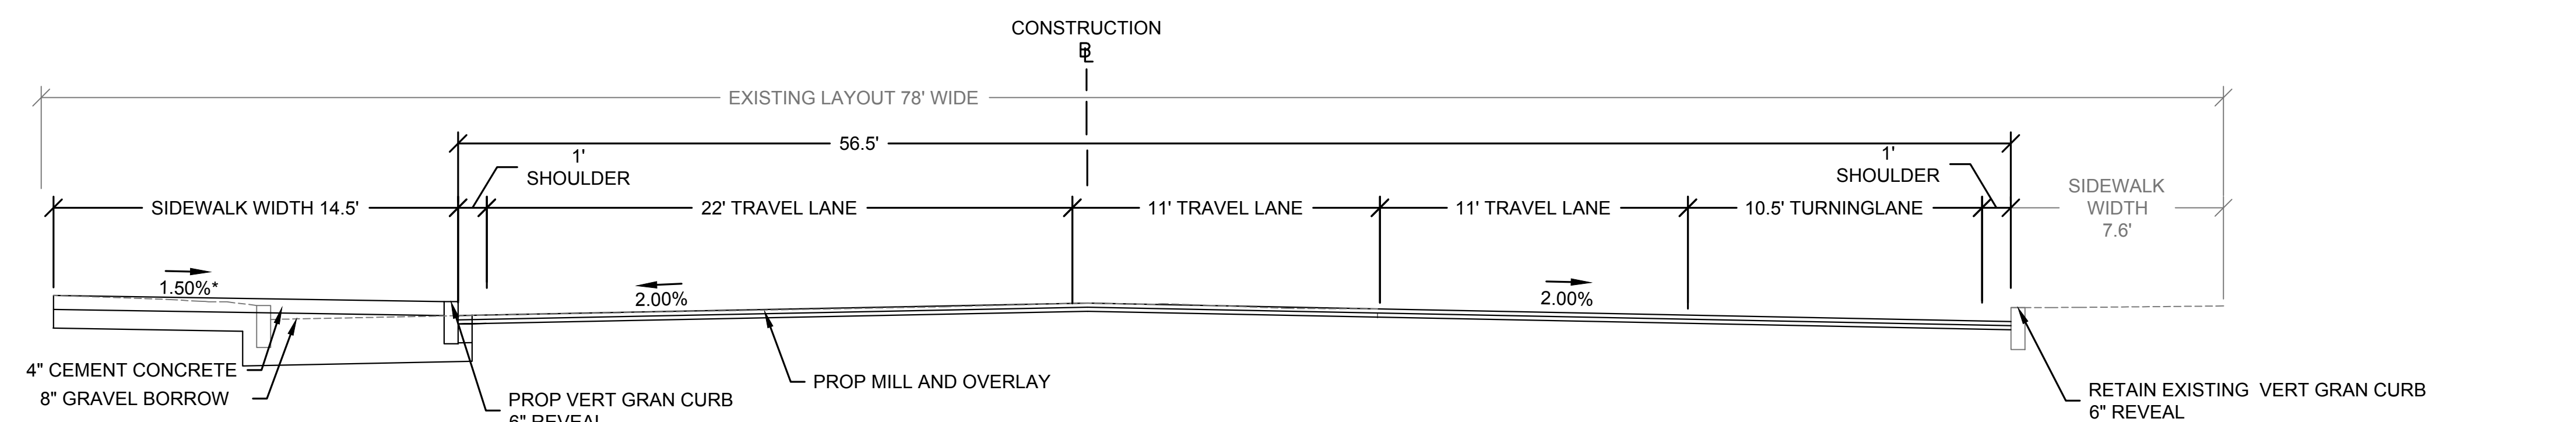 CONSTRUCTION
BL
EXISTING LAYOUT 78' WIDE
56.5'
1'
SHOULDER
1'
SHOULDER
SIDEWALK WIDTH 14.5'
22' TRAVEL LANE
11' TRAVEL LANE
11' TRAVEL LANE
10.5' TURNINGLANE
SIDEWALK
WIDTH
7.6'
1.50%*
2.00%
2.00%
4" CEMENT CONCRETE
8" GRAVEL BORROW
PROP VERT GRAN CURB
6" REVEAL
PROP MILL AND OVERLAY
RETAIN EXISTING VERT GRAN CURB
6" REVEAL